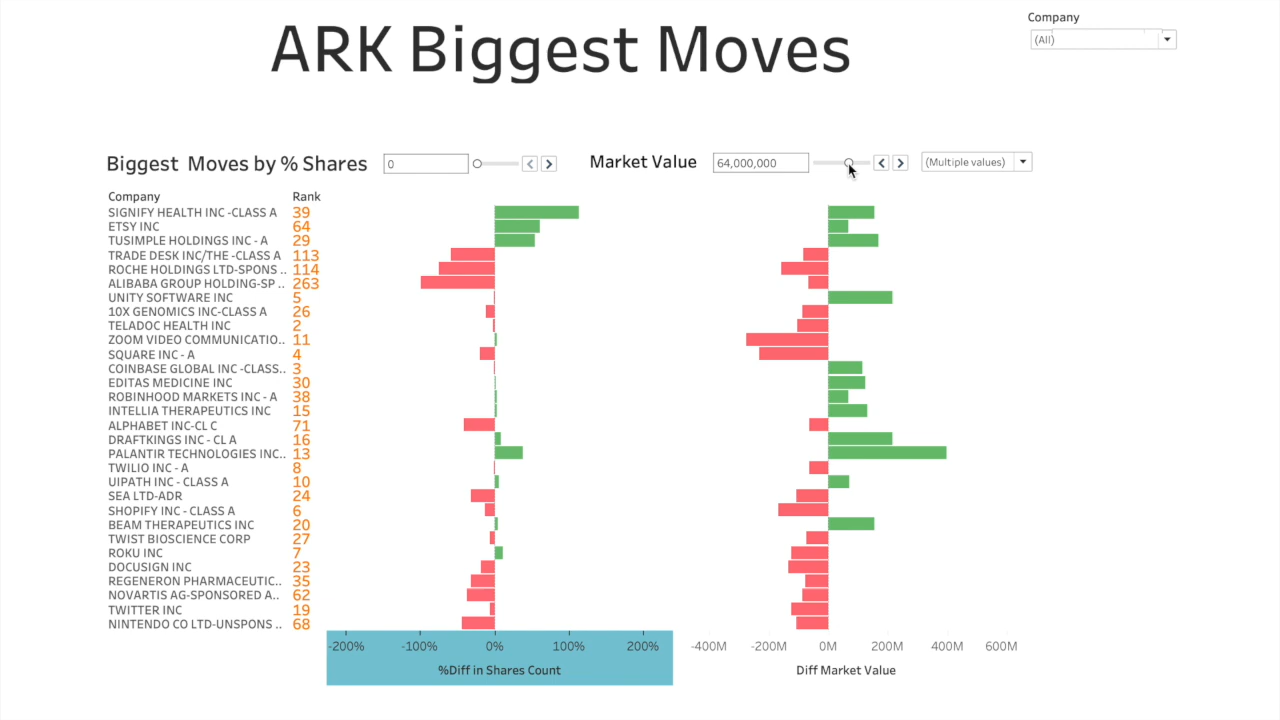 ARK Biggest Moves
Company
(All)
Biggest Moves by % Shares 0 Market Value 64,000,000 (Multiple values)
Company Rank
SIGNIFY HEALTH INC -CLASS A 39
ETSY INC 64
TUSIMPLE HOLDINGS INC - A 29
TRADE DESK INC/THE -CLASS A 113
ROCHE HOLDINGS LTD-SPONS .. 114
ALIBABA GROUP HOLDING-SP .. 263
UNITY SOFTWARE INC 5
10X GENOMICS INC-CLASS A 26
TELADOC HEALTH INC 2
ZOOM VIDEO COMMUNICATIO.. 11
SQUARE INC - A 4
COINBASE GLOBAL INC -CLASS.. 3
EDITAS MEDICINE INC 30
ROBINHOOD MARKETS INC - A 38
INTELLIA THERAPEUTICS INC 15
ALPHABET INC-CL C 71
DRAFTKINGS INC - CL A 16
PALANTIR TECHNOLOGIES INC.. 13
TWILIO INC - A 8
UIPATH INC - CLASS A 10
SEA LTD-ADR 24
SHOPIFY INC - CLASS A 6
BEAM THERAPEUTICS INC 20
TWIST BIOSCIENCE CORP 27
ROKU INC 7
DOCUSIGN INC 23
REGENERON PHARMACEUTIC.. 35
NOVARTIS AG-SPONSORED A.. 62
TWITTER INC 19
NINTENDO CO LTD-UNSPONS .. 68
-200% -100% 0% 100% 200% -400M -200M 0M 200M 400M 600M
%Diff in Shares Count Diff Market Value